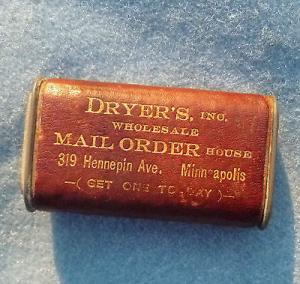 DRYER'S, INC.
WHOLESALE
MAIL ORDER HOUSE
319 Hennepin Ave. Minneapolis
—( GET ONE TO-DAY )—